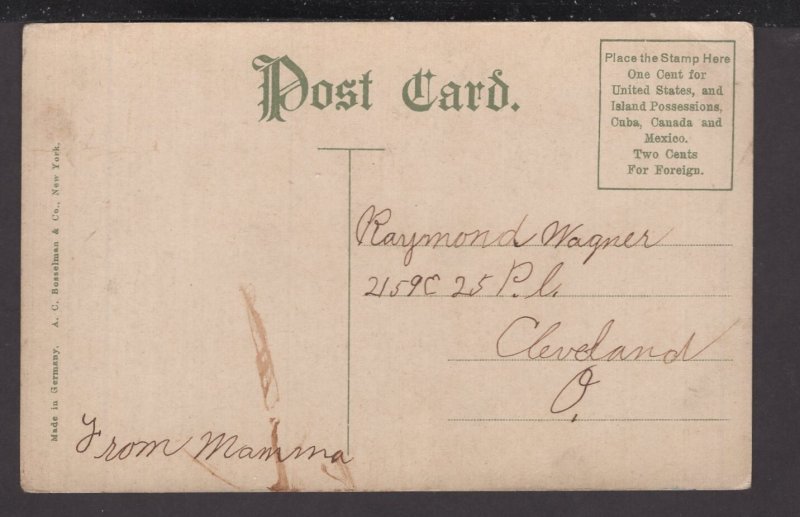 Post Card.
Place the Stamp Here
One Cent for
United States, and
Island Possessions,
Cuba, Canada and
Mexico.
Two Cents
For Foreign.
Made in Germany. A. C. Bosselman & Co., New York.
Raymond Wagner
2159 E 25 Pl.
Cleveland
O.
From Mamma